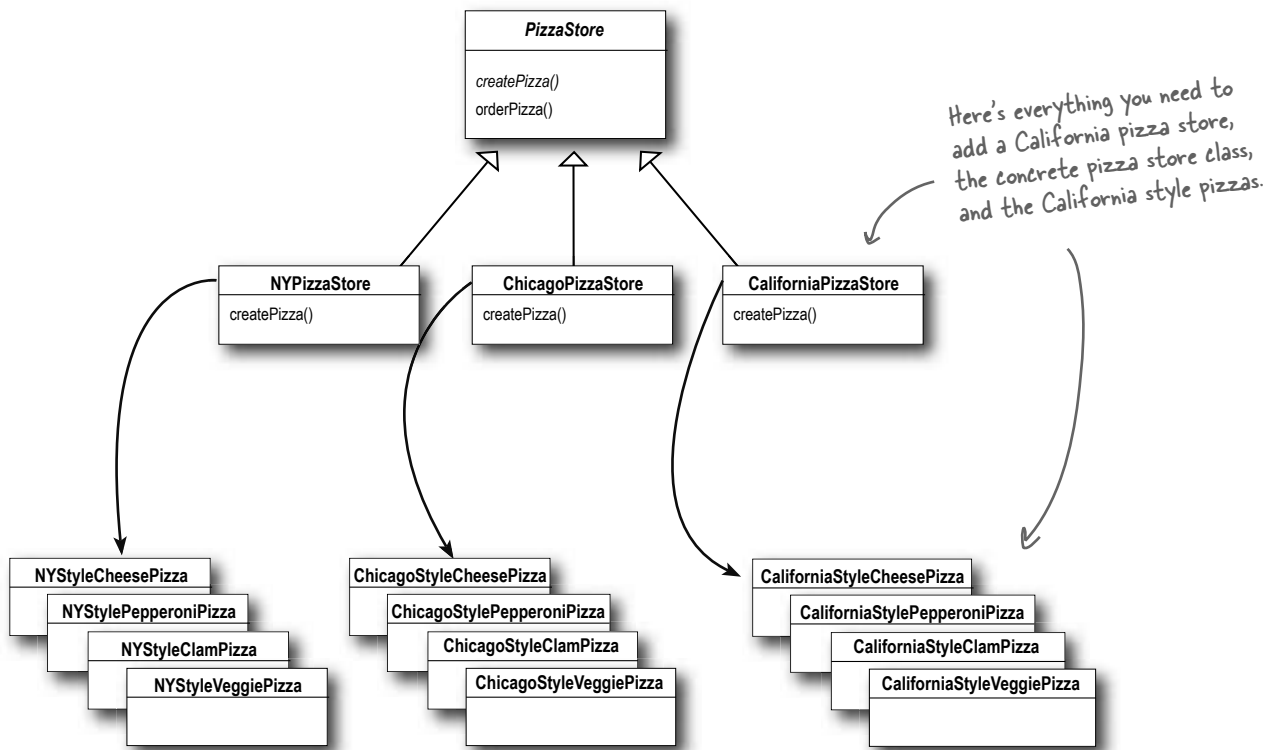 PizzaStore
createPizza()
orderPizza()
Here's everything you need to
add a California pizza store,
the concrete pizza store class,
and the California style pizzas.
NYPizzaStore
createPizza()
ChicagoPizzaStore
createPizza()
CaliforniaPizzaStore
createPizza()
NYStyleCheesePizza
NYStylePepperoniPizza
NYStyleClamPizza
NYStyleVeggiePizza
ChicagoStyleCheesePizza
ChicagoStylePepperoniPizza
ChicagoStyleClamPizza
ChicagoStyleVeggiePizza
CaliforniaStyleCheesePizza
CaliforniaStylePepperoniPizza
CaliforniaStyleClamPizza
CaliforniaStyleVeggiePizza